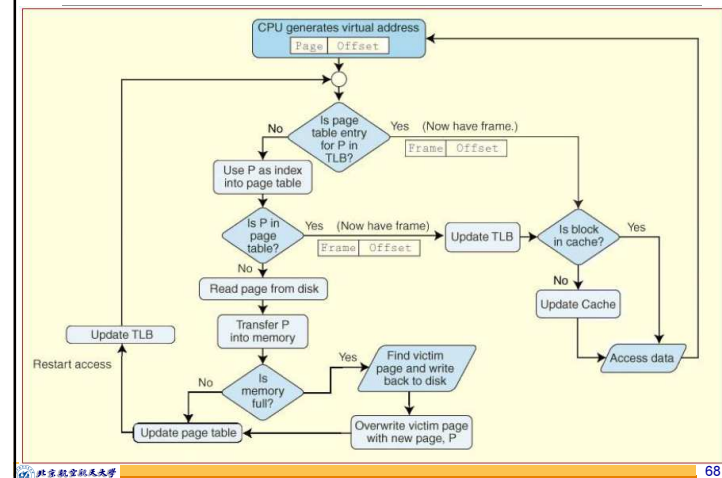 CPU generates virtual address
Page Offset
Is page
table entry
for P in
TLB?
No
Yes (Now have frame.)
Frame Offset
Use P as index
into page table
Is P in
page
table?
Yes (Now have frame)
Frame Offset
Update TLB
Is block
in cache?
Yes
No
Update Cache
Access data
No
Read page from disk
Transfer P
into memory
Is
memory
full?
Yes
Find victim
page and write
back to disk
Overwrite victim page
with new page, P
No
Update page table
Restart access
Update TLB
北京航空航天大学
68